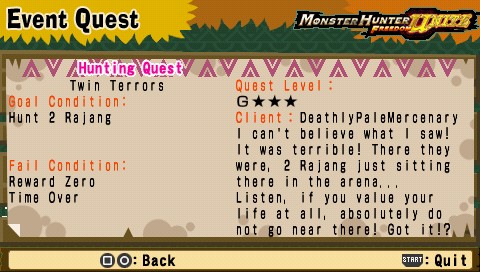 Event Quest
MONSTER HUNTER
FREEDOM UNITE
Hunting Quest
Twin Terrors
Goal Condition:
Hunt 2 Rajang
Fail Condition:
Reward Zero
Time Over
Quest Level:
G★★★
Client:DeathlyPaleMercenary
I can't believe what I saw!
It was terrible! There they
were, 2 Rajang just sitting
there in the arena...
Listen, if you value your
life at all, absolutely do
not go near there! Got it!?
: Back
START: Quit